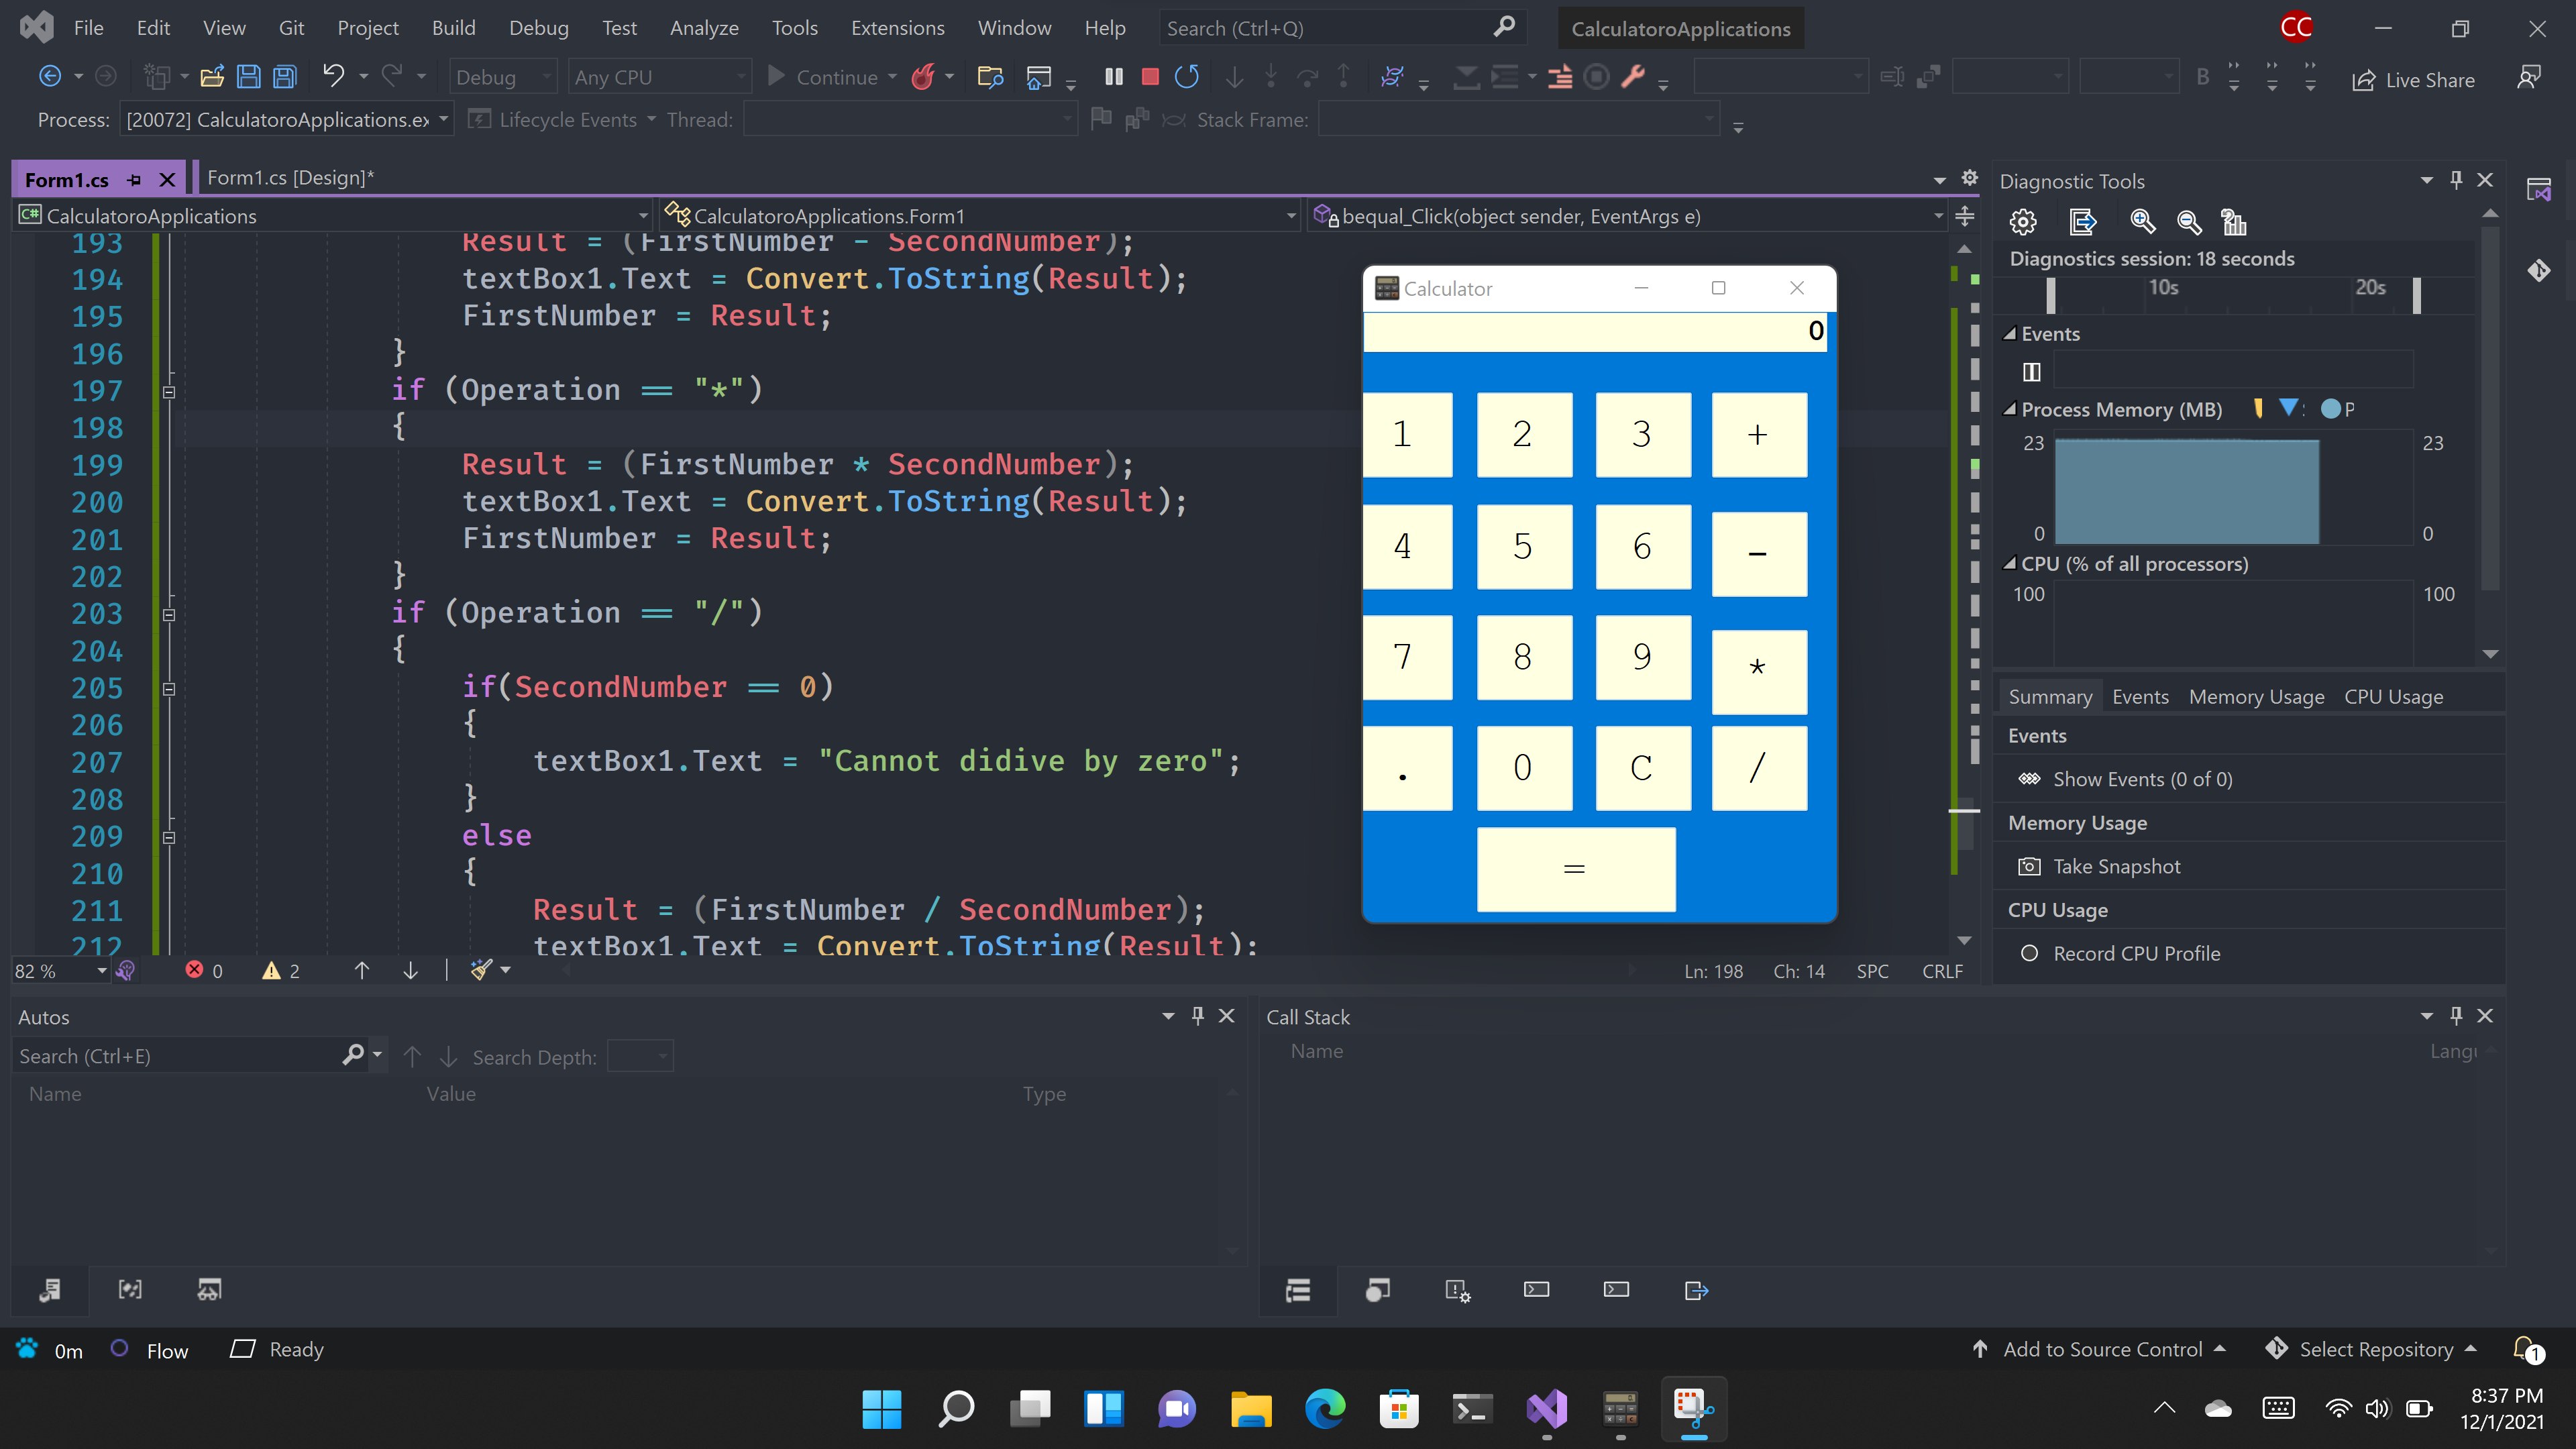 File Edit View Git Project Build Debug Test Analyze Tools Extensions Window Help Search (Ctrl+Q) CalculatoroApplications CC
Debug Any CPU Continue B Live Share
Process: [20072] CalculatoroApplications.ex Lifecycle Events Thread: Stack Frame:
Form1.cs Form1.cs [Design]*
C# CalculatoroApplications CalculatoroApplications.Form1 bequal_Click(object sender, EventArgs e)
193 Result = (FirstNumber - SecondNumber);
194 textBox1.Text = Convert.ToString(Result);
195 FirstNumber = Result;
196 }
197 if (Operation == "*")
198 {
199 Result = (FirstNumber * SecondNumber);
200 textBox1.Text = Convert.ToString(Result);
201 FirstNumber = Result;
202 }
203 if (Operation == "/")
204 {
205 if(SecondNumber == 0)
206 {
207 textBox1.Text = "Cannot didive by zero";
208 }
209 else
210 {
211 Result = (FirstNumber / SecondNumber);
212 textBox1.Text = Convert.ToString(Result);
82 % 0 2 Ln: 198 Ch: 14 SPC CRLF
Calculator
0
1 2 3 +
4 5 6 -
7 8 9 *
. 0 C /
=
Diagnostic Tools
Diagnostics session: 18 seconds
10s 20s
Events
Process Memory (MB) P
23 23
0 0
CPU (% of all processors)
100 100
Summary Events Memory Usage CPU Usage
Events
Show Events (0 of 0)
Memory Usage
Take Snapshot
CPU Usage
Record CPU Profile
Autos
Search (Ctrl+E) Search Depth:
Name Value Type
Call Stack
Name Langu
0m Flow Ready Add to Source Control Select Repository 1
8:37 PM
12/1/2021